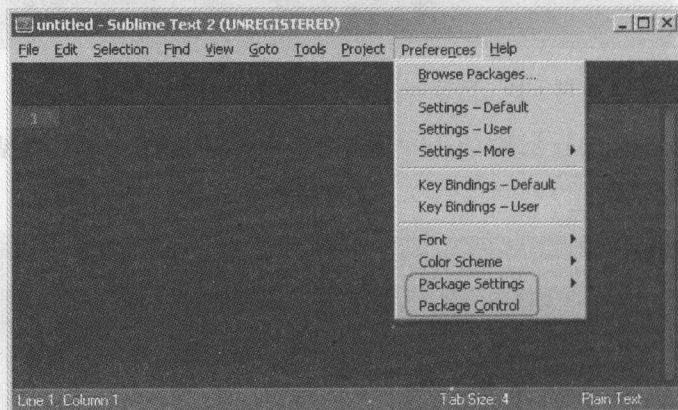 untitled - Sublime Text 2 (UNREGISTERED)
File Edit Selection Find View Goto Tools Project Preferences Help
Browse Packages...
1
Settings – Default
Settings – User
Settings – More
Key Bindings – Default
Key Bindings – User
Font
Color Scheme
Package Settings
Package Control
Line 1, Column 1 Tab Size: 4 Plain Text